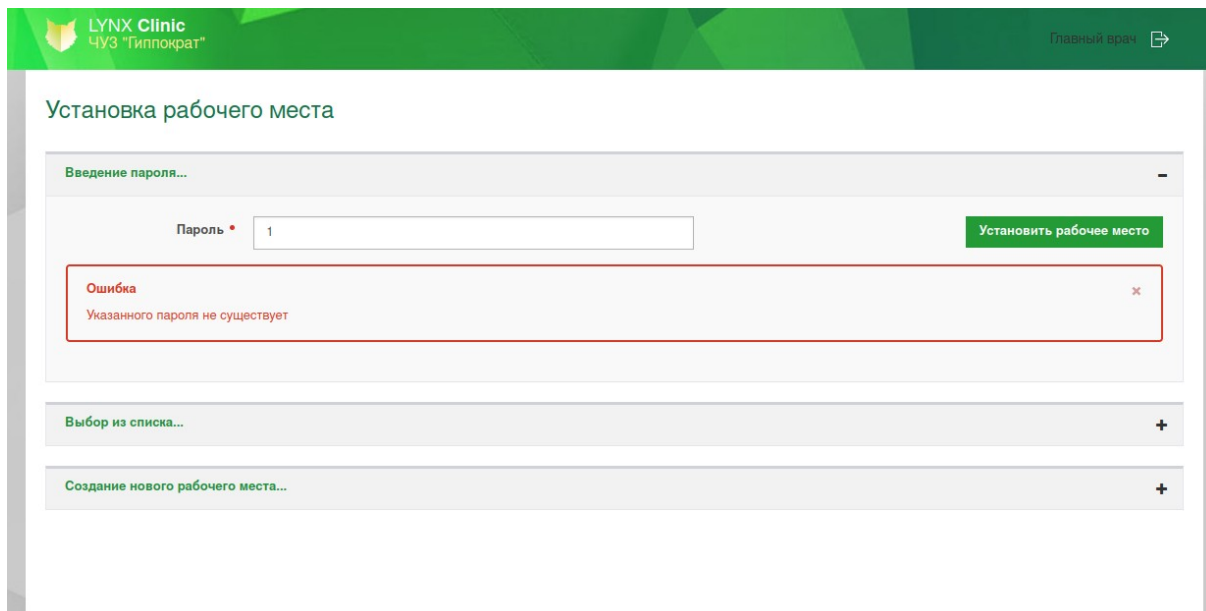 LYNX Clinic
ЧУЗ "Гиппократ"
Главный врач
Установка рабочего места
Введение пароля...
Пароль
1
Установить рабочее место
Ошибка
Указанного пароля не существует
Выбор из списка...
Создание нового рабочего места...